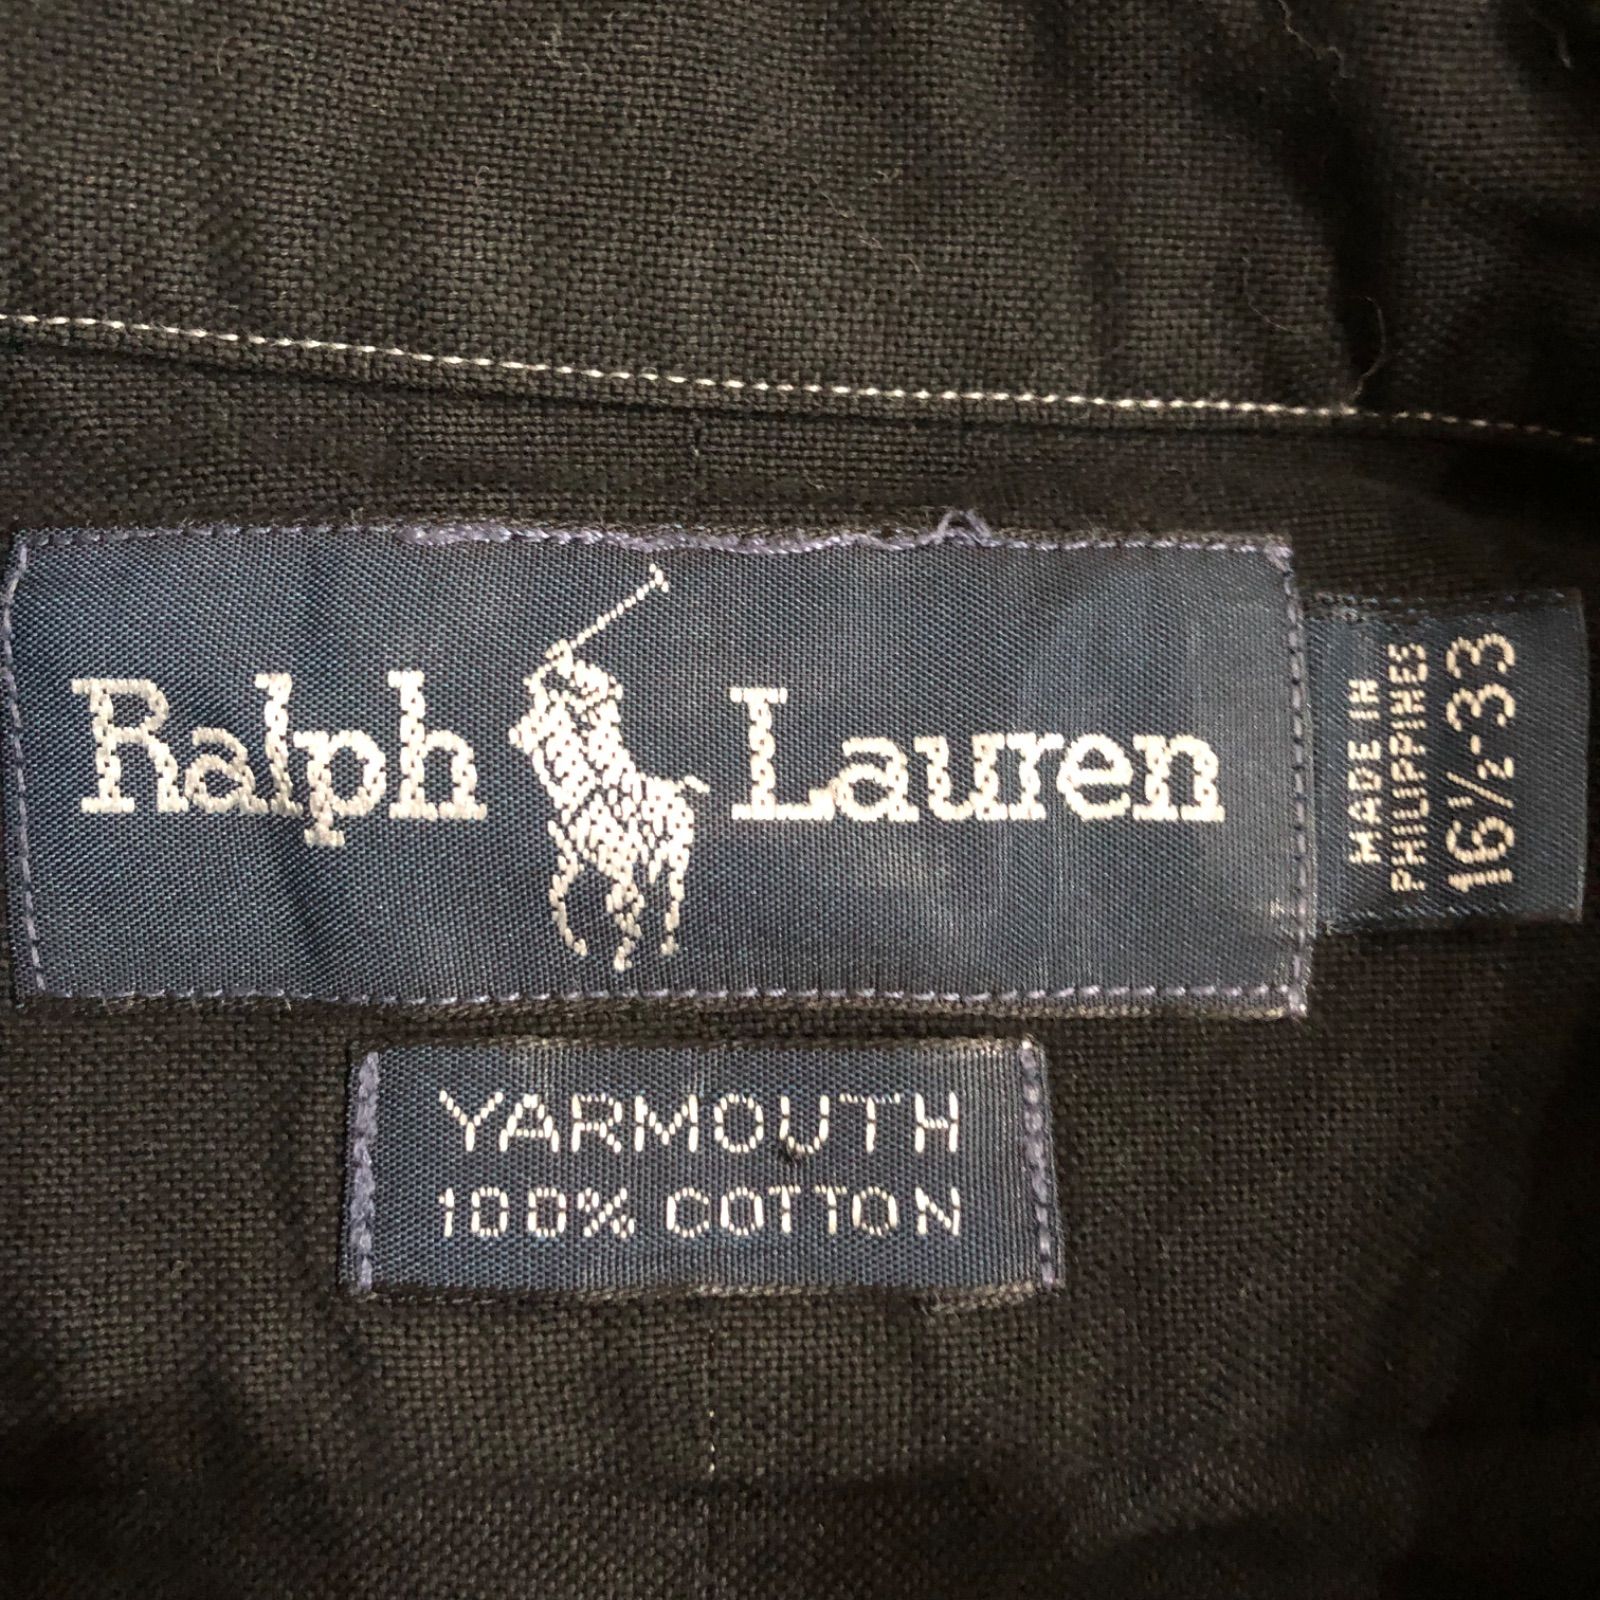 Ralph Lauren
MADE IN
PHILIPPINES
16½-33
YARMOUTH
100% COTTON